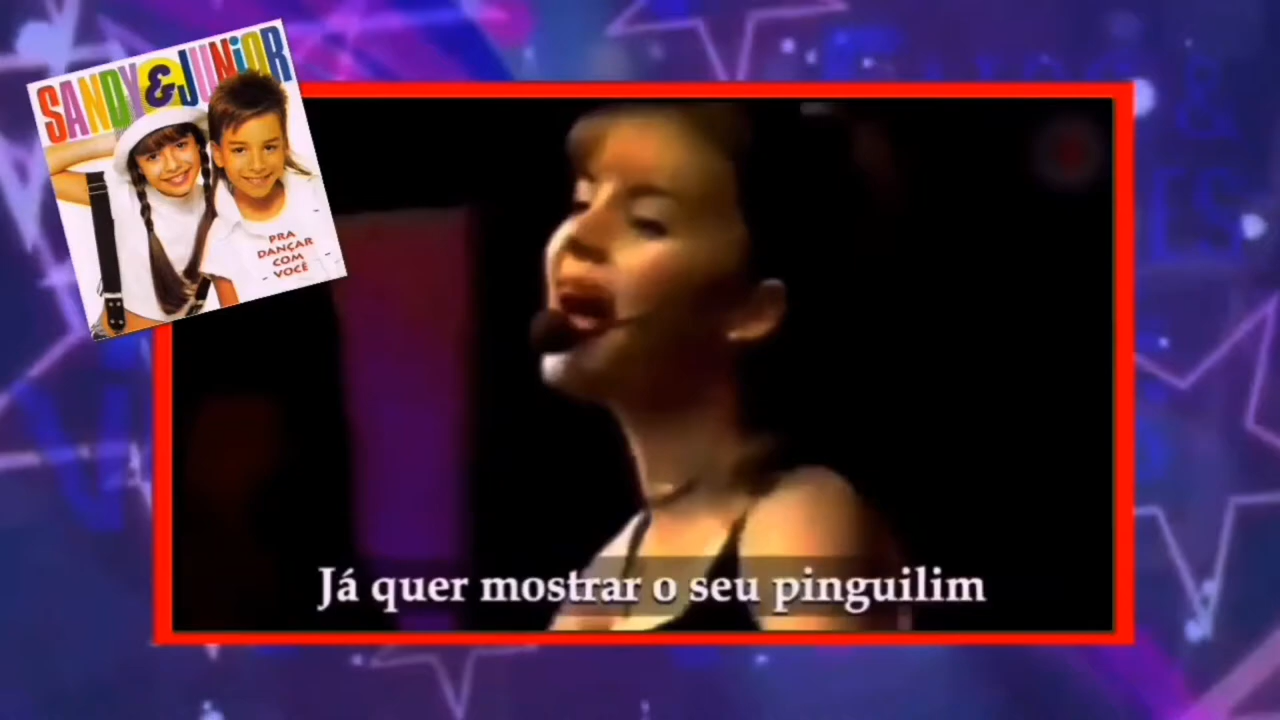 SANDY & JUNIOR
PRA
DANÇAR
COM
VOCÊ
Já quer mostrar o seu pinguilim